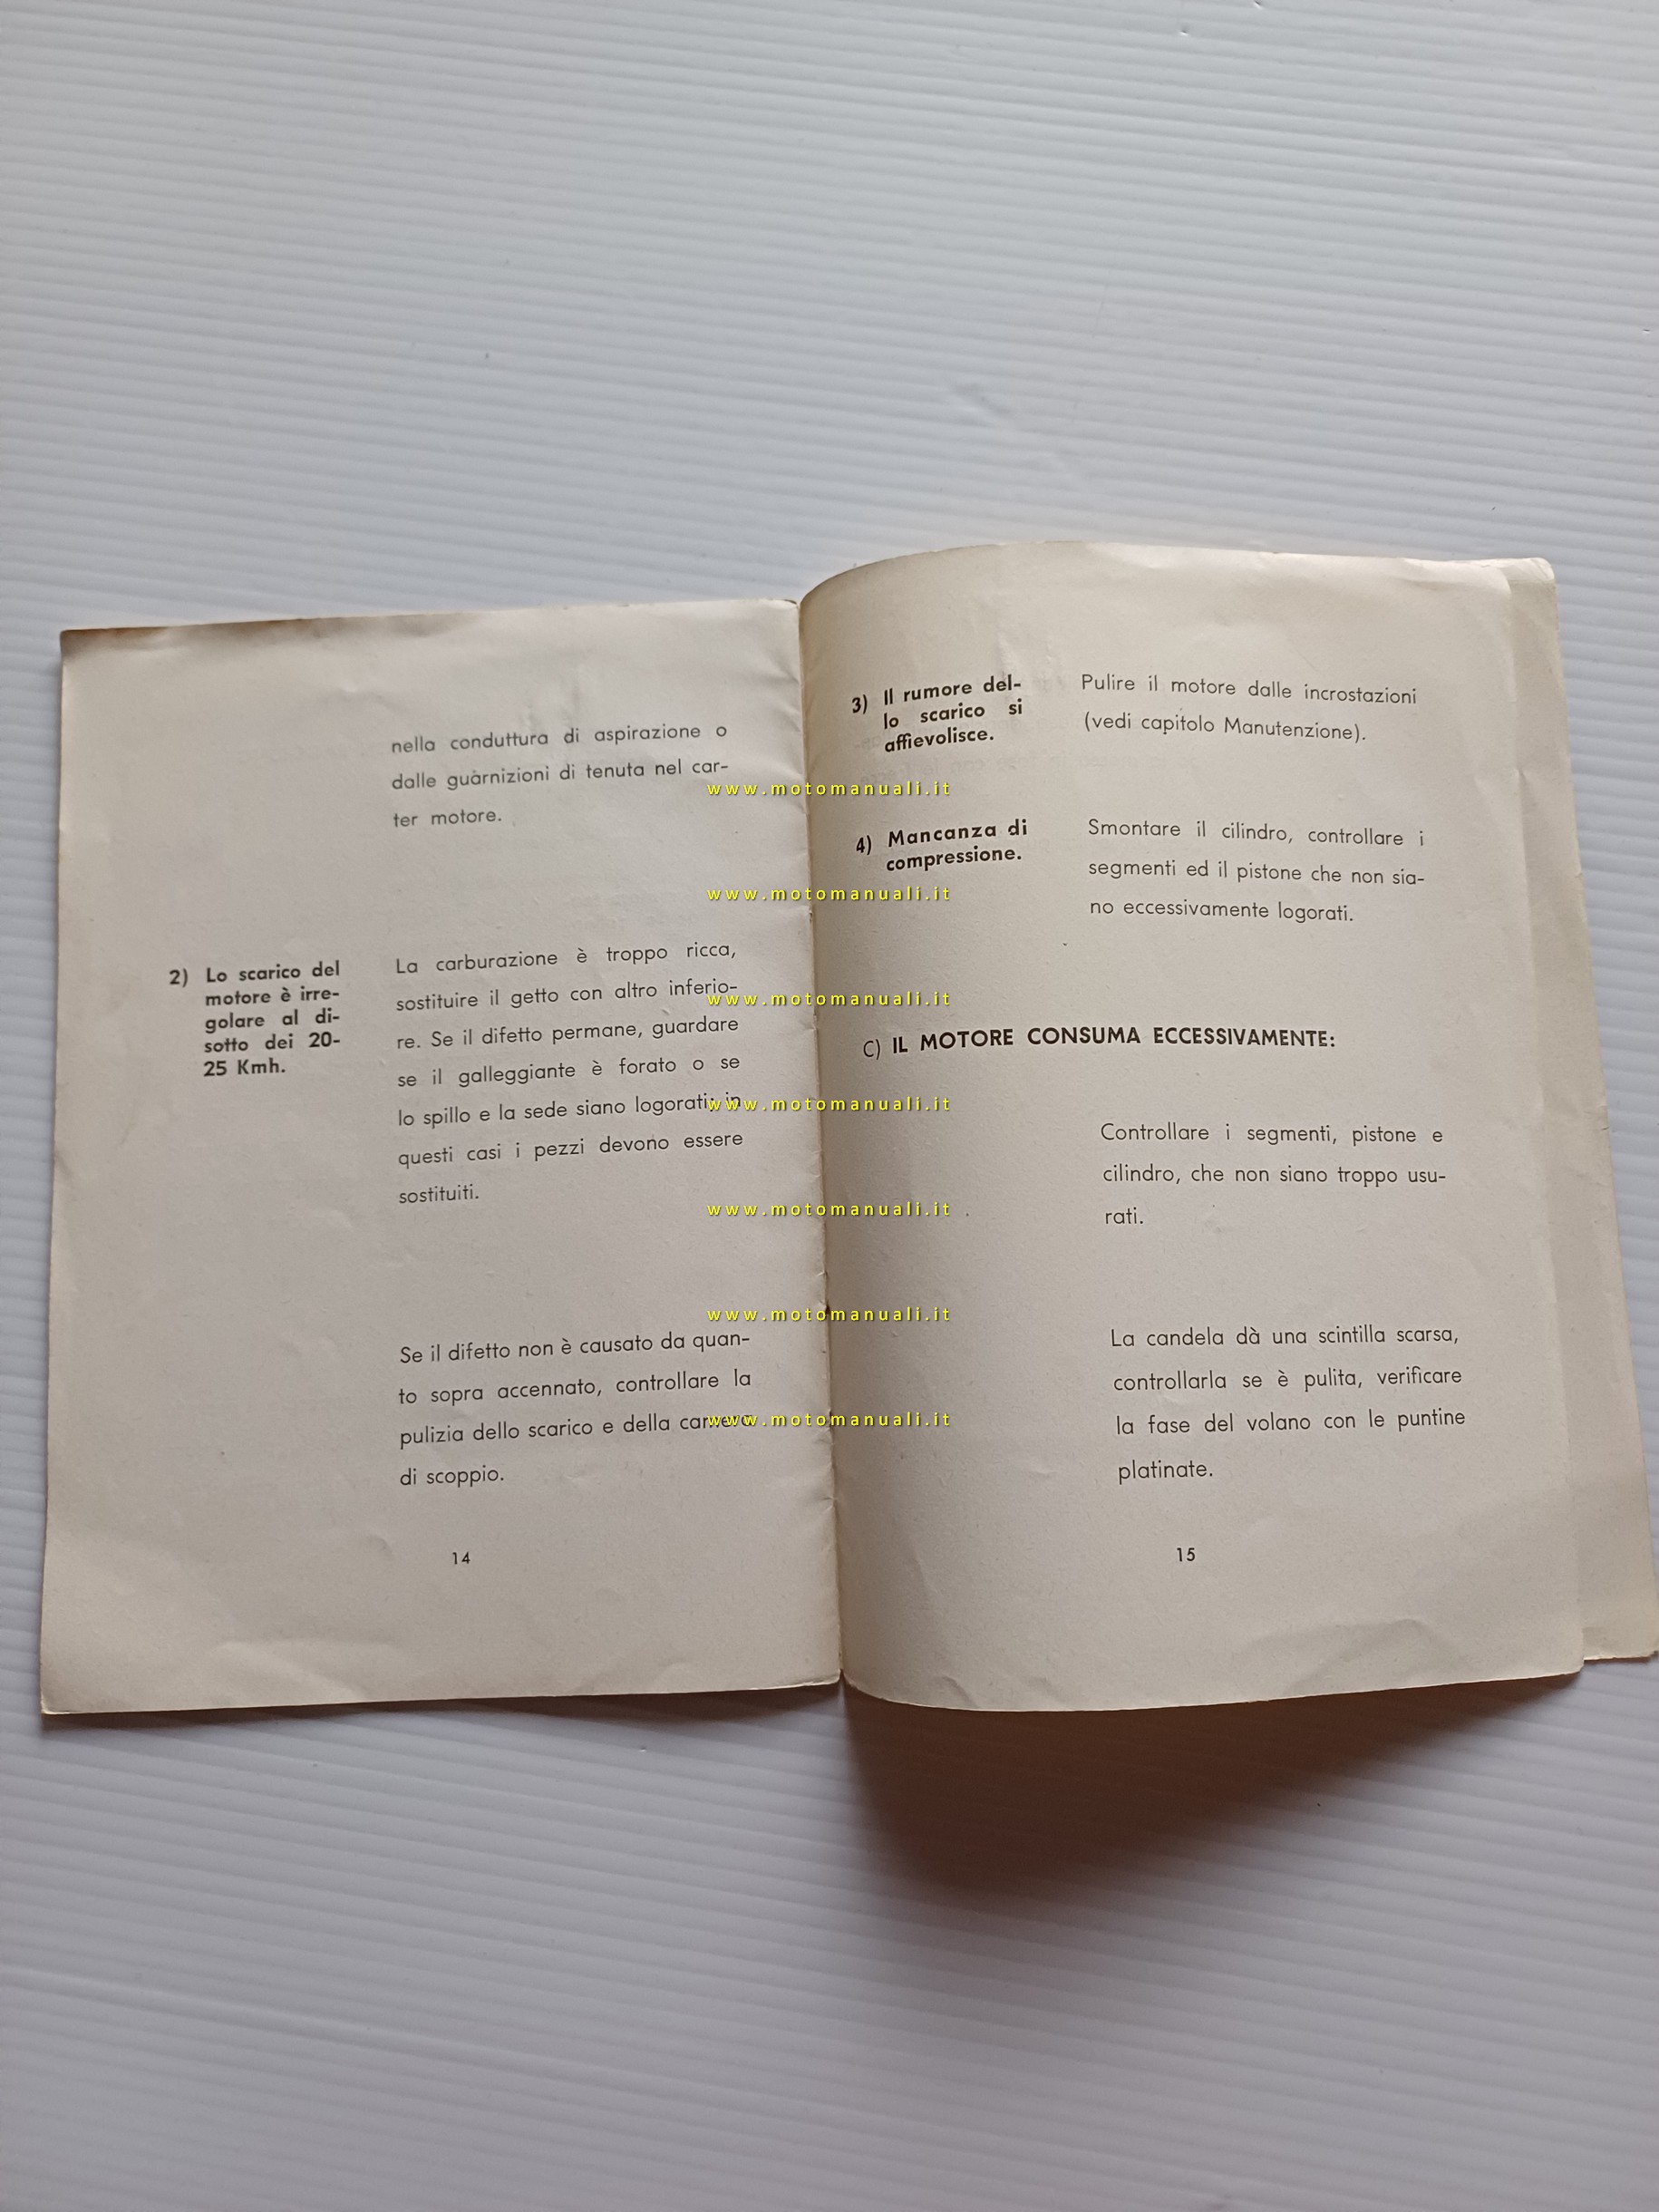 nella conduttura di aspirazione o
dalle guarnizioni di tenuta nel car-
ter motore.
2) Lo scarico del
motore è irre-
golare al di-
sotto dei 20-
25 Kmh.
La carburazione è troppo ricca,
sostituire il getto con altro inferio-
re. Se il difetto permane, guardare
se il galleggiante è forato o se
lo spillo e la sede siano logorati; in
questi casi i pezzi devono essere
sostituiti.
Se il difetto non è causato da quan-
to sopra accennato, controllare la
pulizia dello scarico e della camera
di scoppio.
14
3) Il rumore del-
lo scarico si
affievolisce.
Pulire il motore dalle incrostazioni
(vedi capitolo Manutenzione).
4) Mancanza di
compressione.
Smontare il cilindro, controllare i
segmenti ed il pistone che non sia-
no eccessivamente logorati.
C) IL MOTORE CONSUMA ECCESSIVAMENTE:
Controllare i segmenti, pistone e
cilindro, che non siano troppo usu-
rati.
La candela dà una scintilla scarsa,
controllarla se è pulita, verificare
la fase del volano con le puntine
platinate.
15
www.motomanuali.it
www.motomanuali.it
www.motomanuali.it
www.motomanuali.it
www.motomanuali.it
www.motomanuali.it
www.motomanuali.it